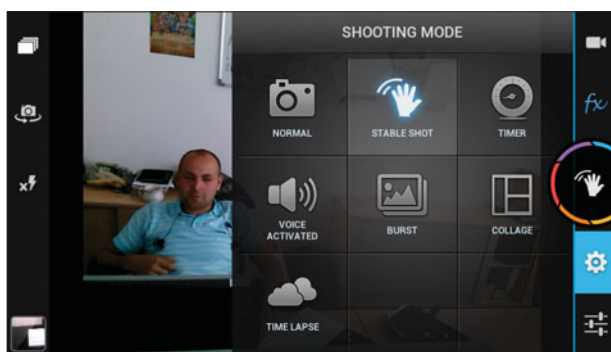 SHOOTING MODE
NORMAL
STABLE SHOT
TIMER
VOICE
ACTIVATED
BURST
COLLAGE
TIME LAPSE
fx
x